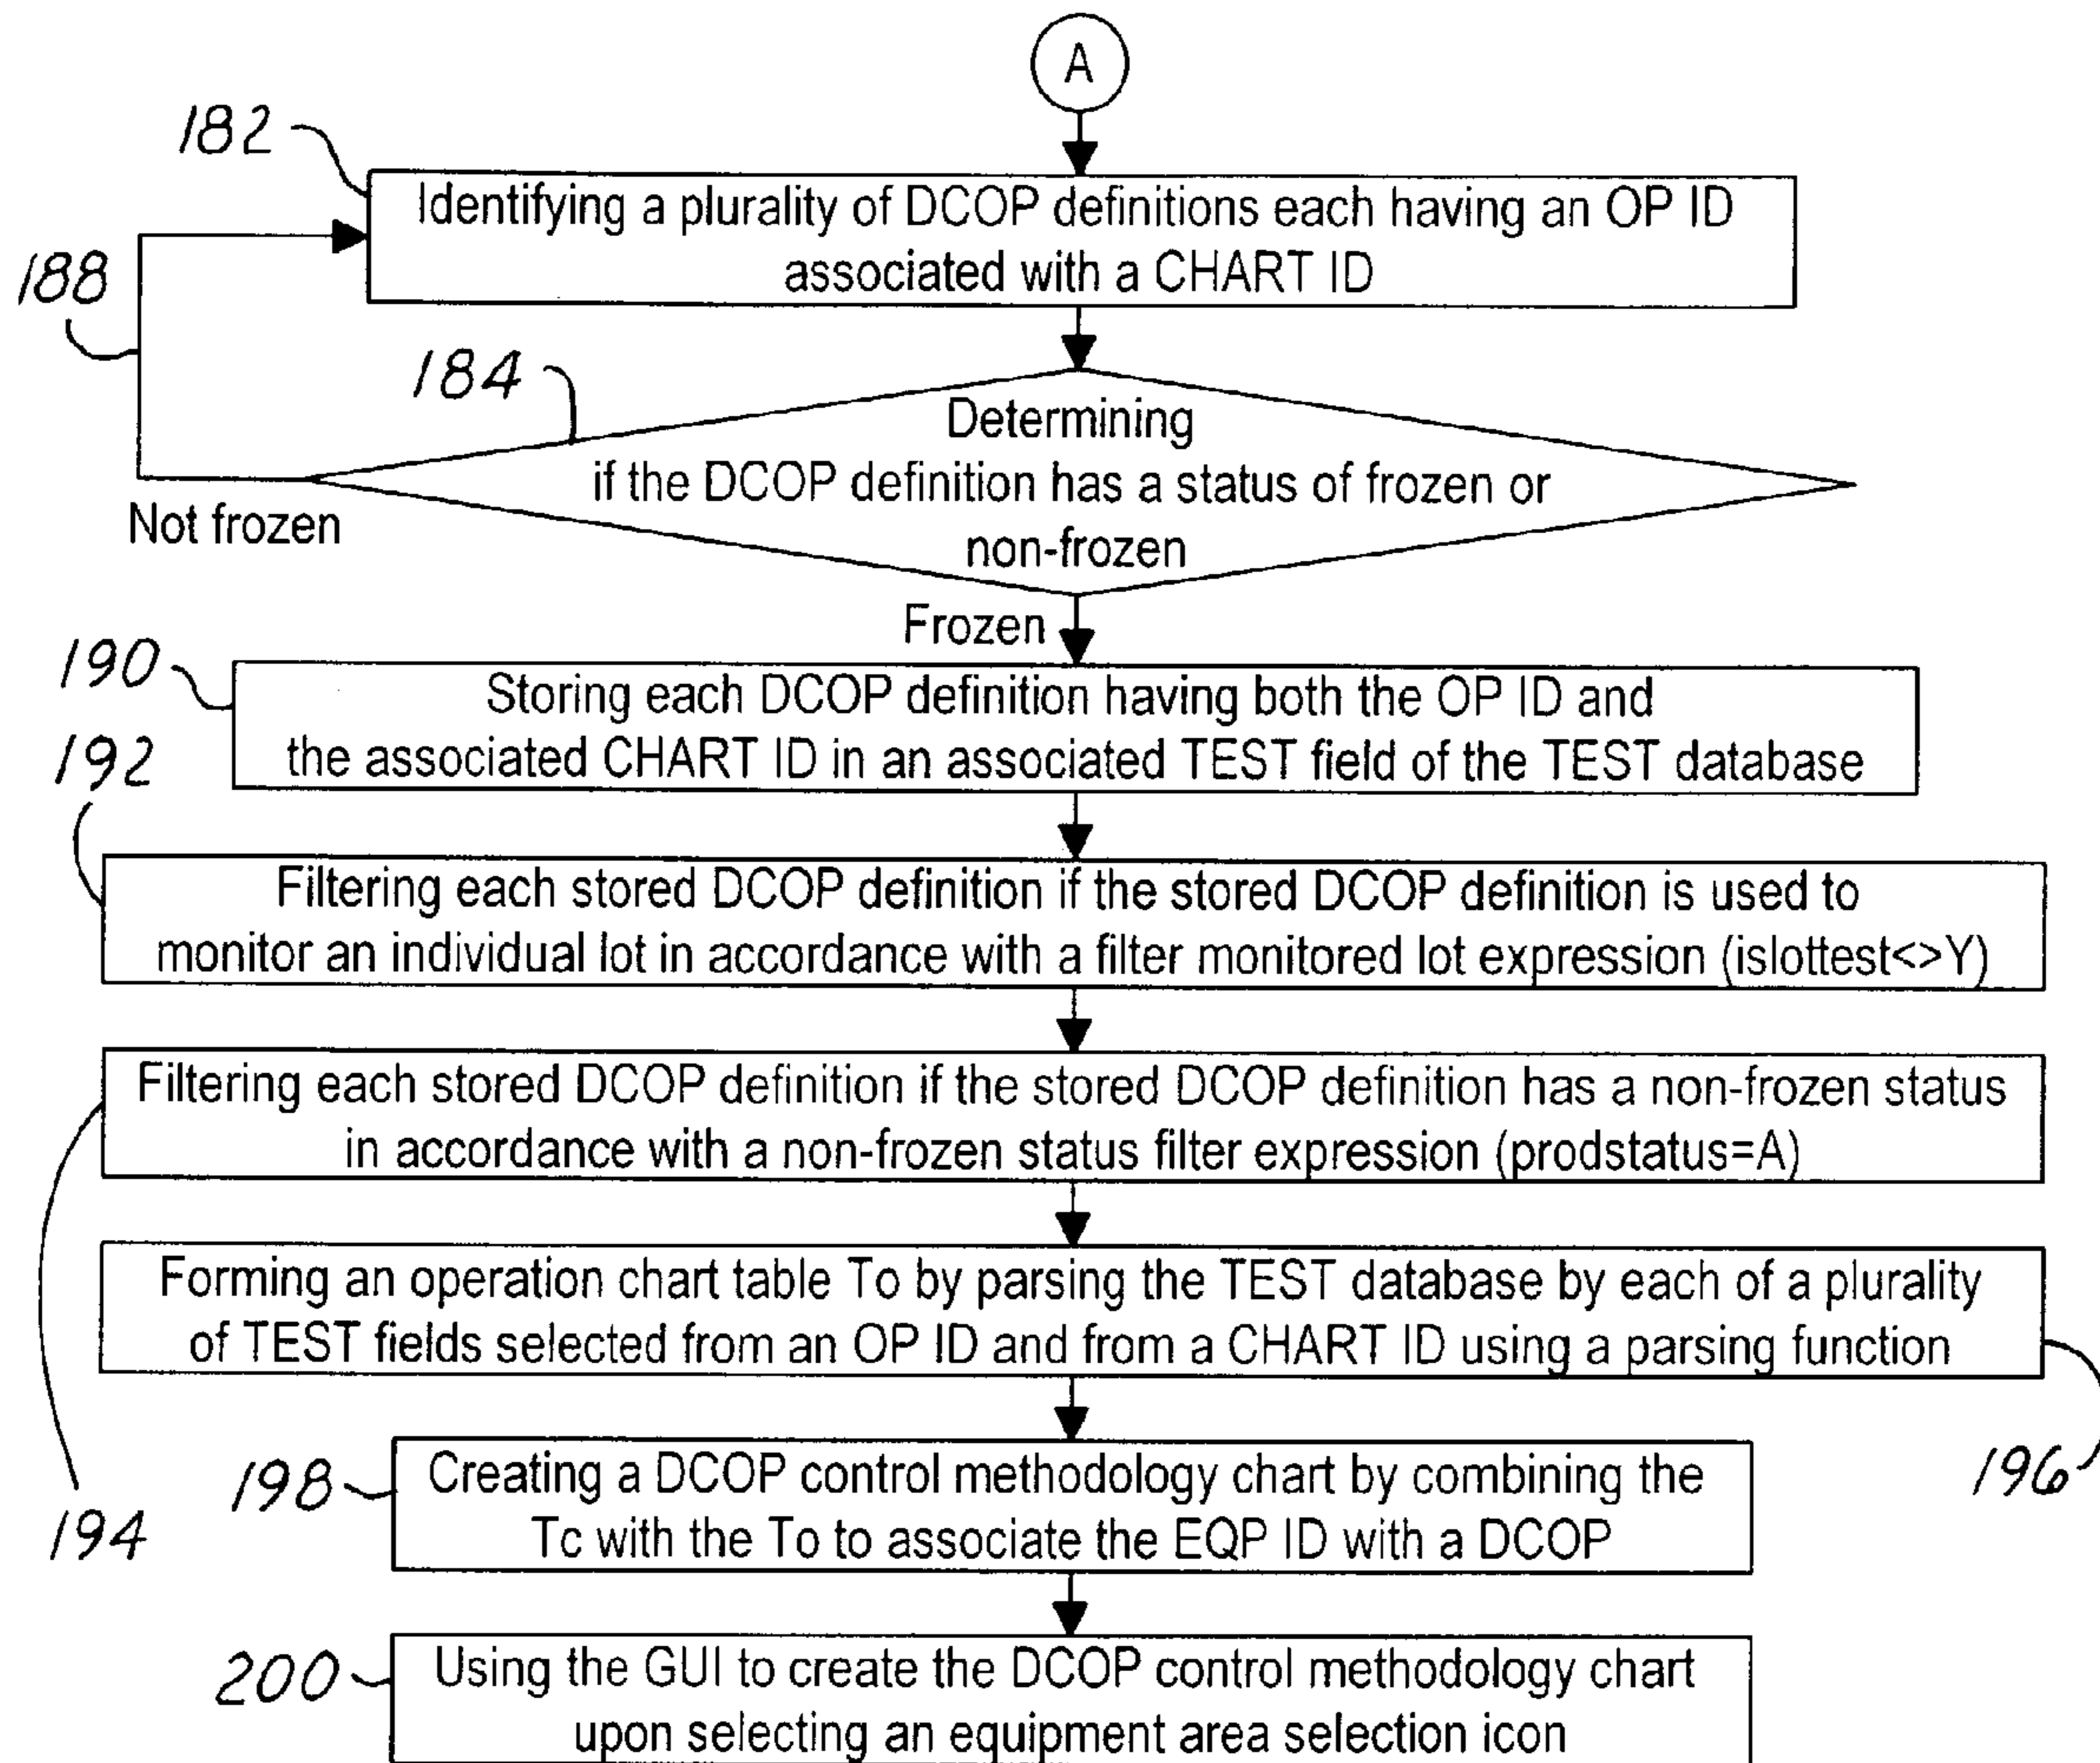 A
182
Identifying a plurality of DCOP definitions each having an OP ID
associated with a CHART ID
188
184
Determining
if the DCOP definition has a status of frozen or
non-frozen
Not frozen
Frozen
190
Storing each DCOP definition having both the OP ID and
the associated CHART ID in an associated TEST field of the TEST database
192
Filtering each stored DCOP definition if the stored DCOP definition is used to
monitor an individual lot in accordance with a filter monitored lot expression (islottest<>Y)
Filtering each stored DCOP definition if the stored DCOP definition has a non-frozen status
in accordance with a non-frozen status filter expression (prodstatus=A)
194
Forming an operation chart table To by parsing the TEST database by each of a plurality
of TEST fields selected from an OP ID and from a CHART ID using a parsing function
196
198
Creating a DCOP control methodology chart by combining the
Tc with the To to associate the EQP ID with a DCOP
200
Using the GUI to create the DCOP control methodology chart
upon selecting an equipment area selection icon